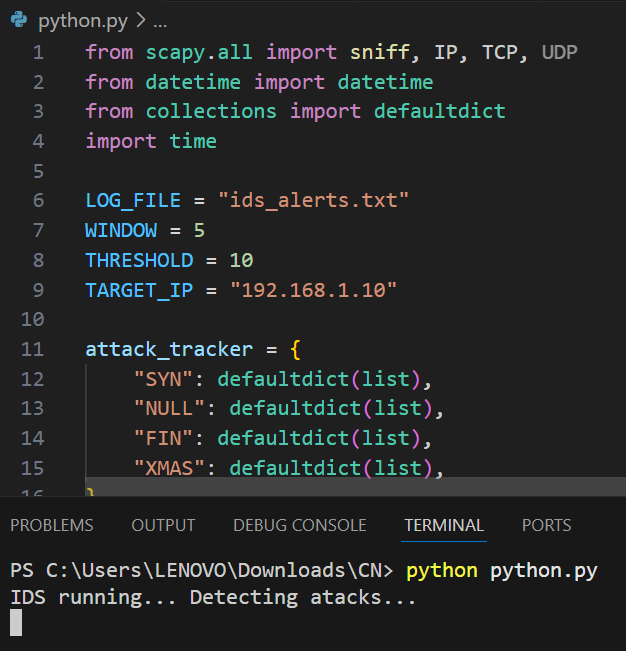 python.py > ...
1 from scapy.all import sniff, IP, TCP, UDP
2 from datetime import datetime
3 from collections import defaultdict
4 import time
5
6 LOG_FILE = "ids_alerts.txt"
7 WINDOW = 5
8 THRESHOLD = 10
9 TARGET_IP = "192.168.1.10"
10
11 attack_tracker = {
12 "SYN": defaultdict(list),
13 "NULL": defaultdict(list),
14 "FIN": defaultdict(list),
15 "XMAS": defaultdict(list),
16 }
PROBLEMS OUTPUT DEBUG CONSOLE TERMINAL PORTS
PS C:\Users\LENOVO\Downloads\CN> python python.py
IDS running... Detecting atacks...